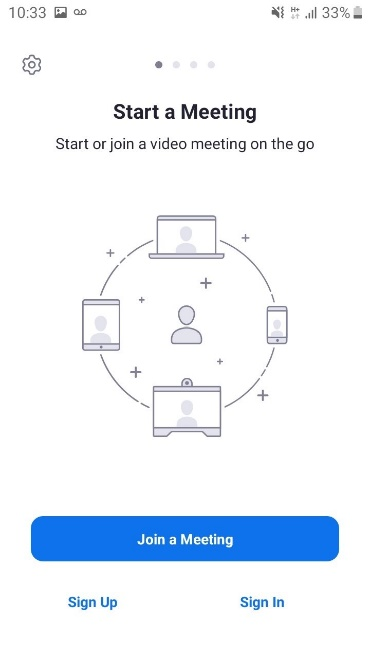 10:33 H+ 33%
Start a Meeting
Start or join a video meeting on the go
Join a Meeting
Sign Up Sign In